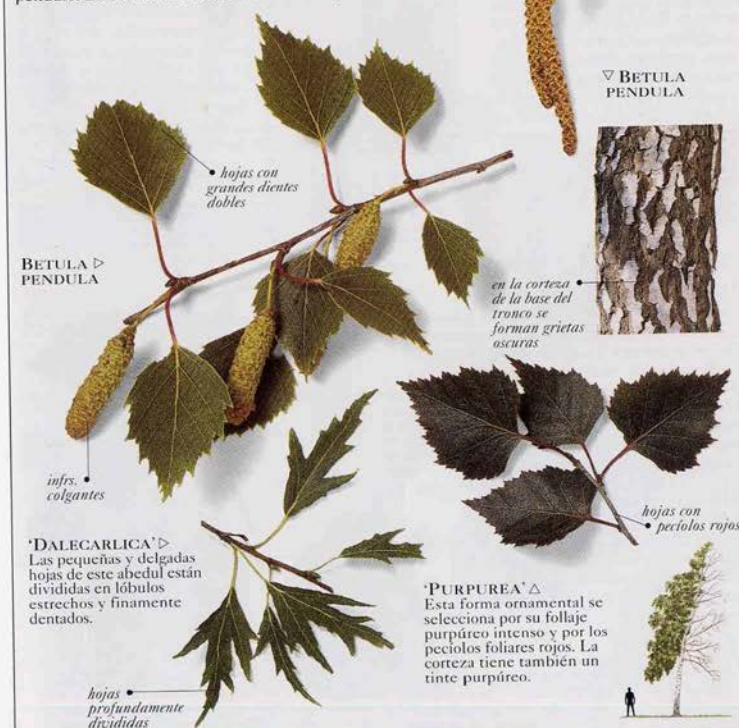 ▽ BETULA
PENDULA
hojas con
grandes dientes
dobles
BETULA ▷
PENDULA
en la corteza
de la base del
tronco se
forman grietas
oscuras
infrs.
colgantes
hojas con
pecíolos rojos
'DALECARLICA' ▷
Las pequeñas y delgadas
hojas de este abedul están
divididas en lóbulos
estrechos y finamente
dentados.
'PURPUREA' △
Esta forma ornamental se
selecciona por su follaje
purpúreo intenso y por los
peciolos foliares rojos. La
corteza tiene también un
tinte purpúreo.
hojas
profundamente
divididas